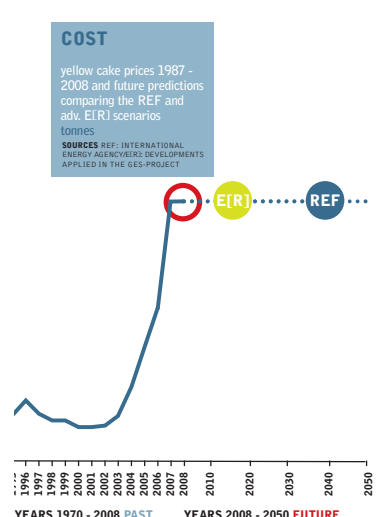 COST
yellow cake prices 1987 -
2008 and future predictions
comparing the REF and
adv. E[R] scenarios
tonnes
SOURCES REF: INTERNATIONAL
ENERGY AGENCY/E[R]: DEVELOPMENTS
APPLIED IN THE GES-PROJECT
E[R]
REF
1996
1997
1998
1999
2000
2001
2002
2003
2004
2005
2006
2007
2008
2010
2020
2030
2040
2050
YEARS 1970 - 2008 PAST
YEARS 2008 - 2050 FUTURE